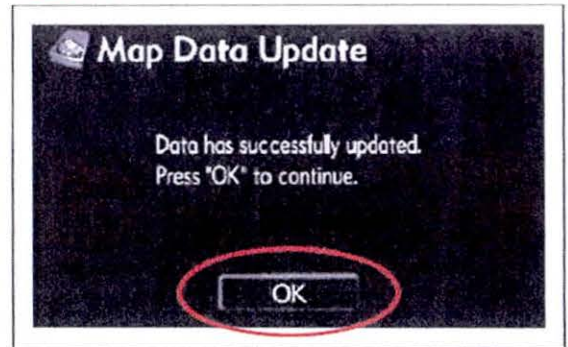 Map Data Update
Data has successfully updated.
Press "OK" to continue.
OK